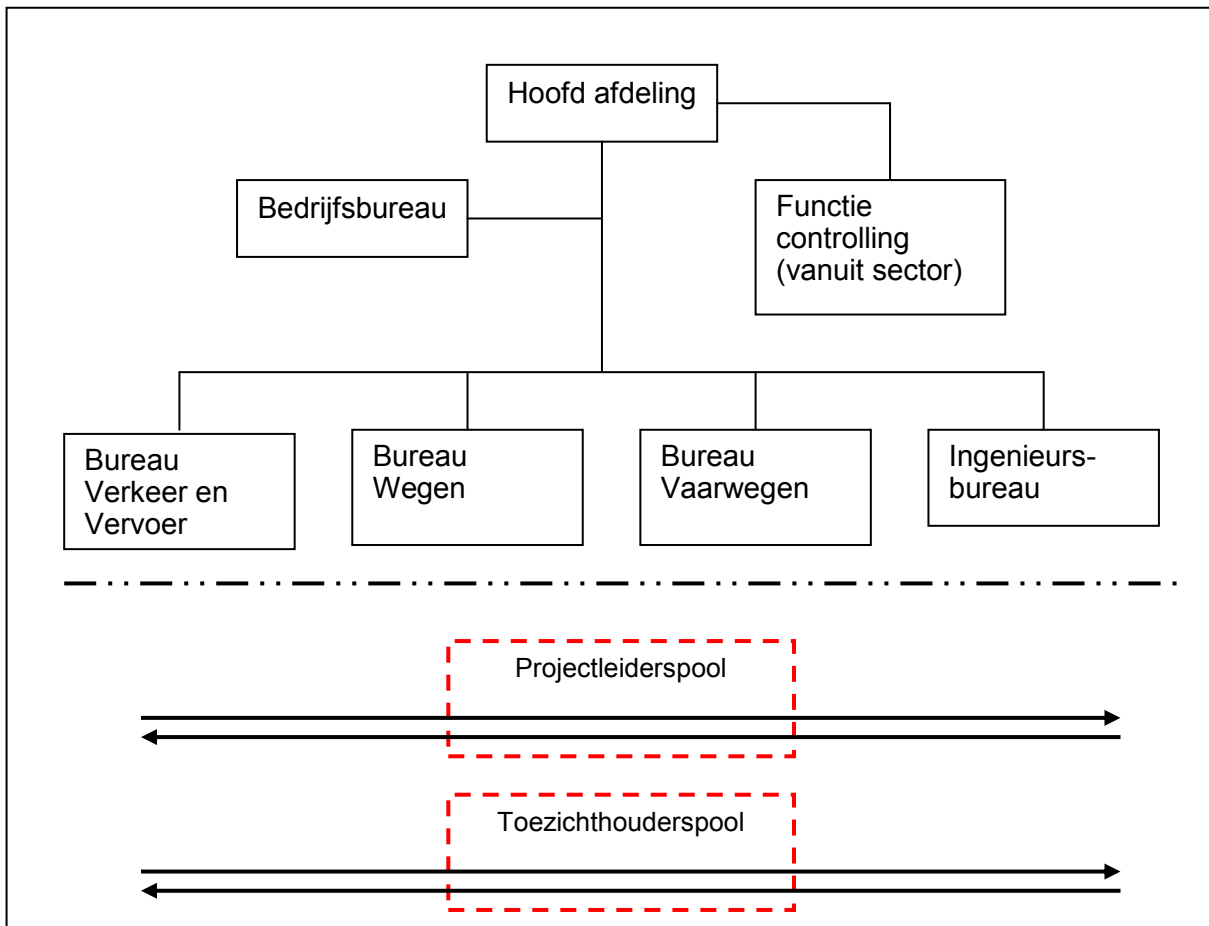 Hoofd afdeling
Bedrijfsbureau
Functie
controlling
(vanuit sector)
Bureau
Verkeer en
Vervoer
Bureau
Wegen
Bureau
Vaarwegen
Ingenieurs-
bureau
Projectleiderspool
Toezichthouderspool